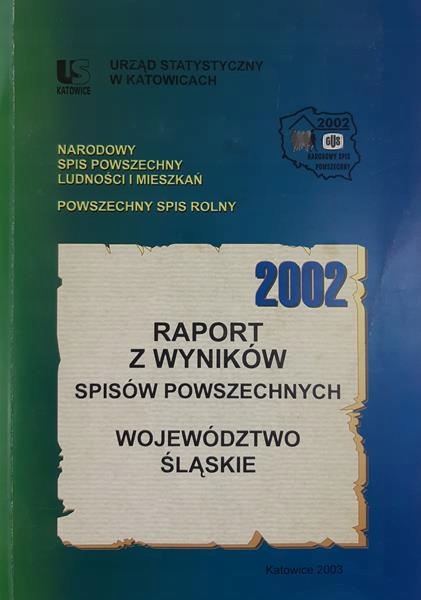 US
KATOWICE
URZĄD STATYSTYCZNY
W KATOWICACH
2002
GUS
NARODOWY SPIS
POWSZECHNY
NARODOWY
SPIS POWSZECHNY
LUDNOŚCI I MIESZKAŃ
POWSZECHNY SPIS ROLNY
2002
RAPORT
Z WYNIKÓW
SPISÓW POWSZECHNYCH
WOJEWÓDZTWO
ŚLĄSKIE
Katowice 2003